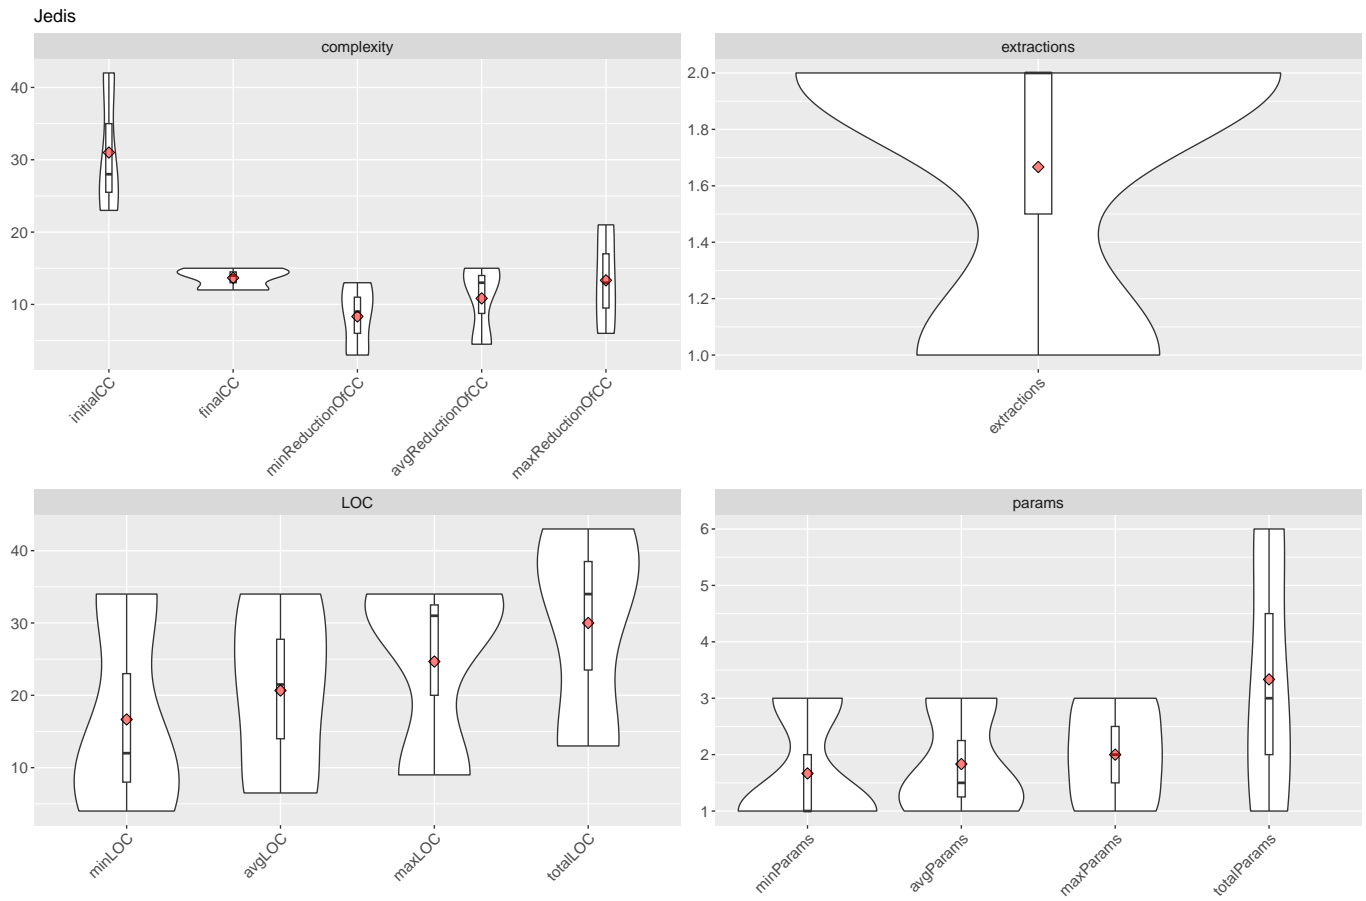 Jedis
complexity
40
30
20
10
initialCC
finalCC
minReductionOfCC
avgReductionOfCC
maxReductionOfCC
extractions
2.0
1.8
1.6
1.4
1.2
1.0
extractions
LOC
40
30
20
10
minLOC
avgLOC
maxLOC
totalLOC
params
6
5
4
3
2
1
minParams
avgParams
maxParams
totalParams